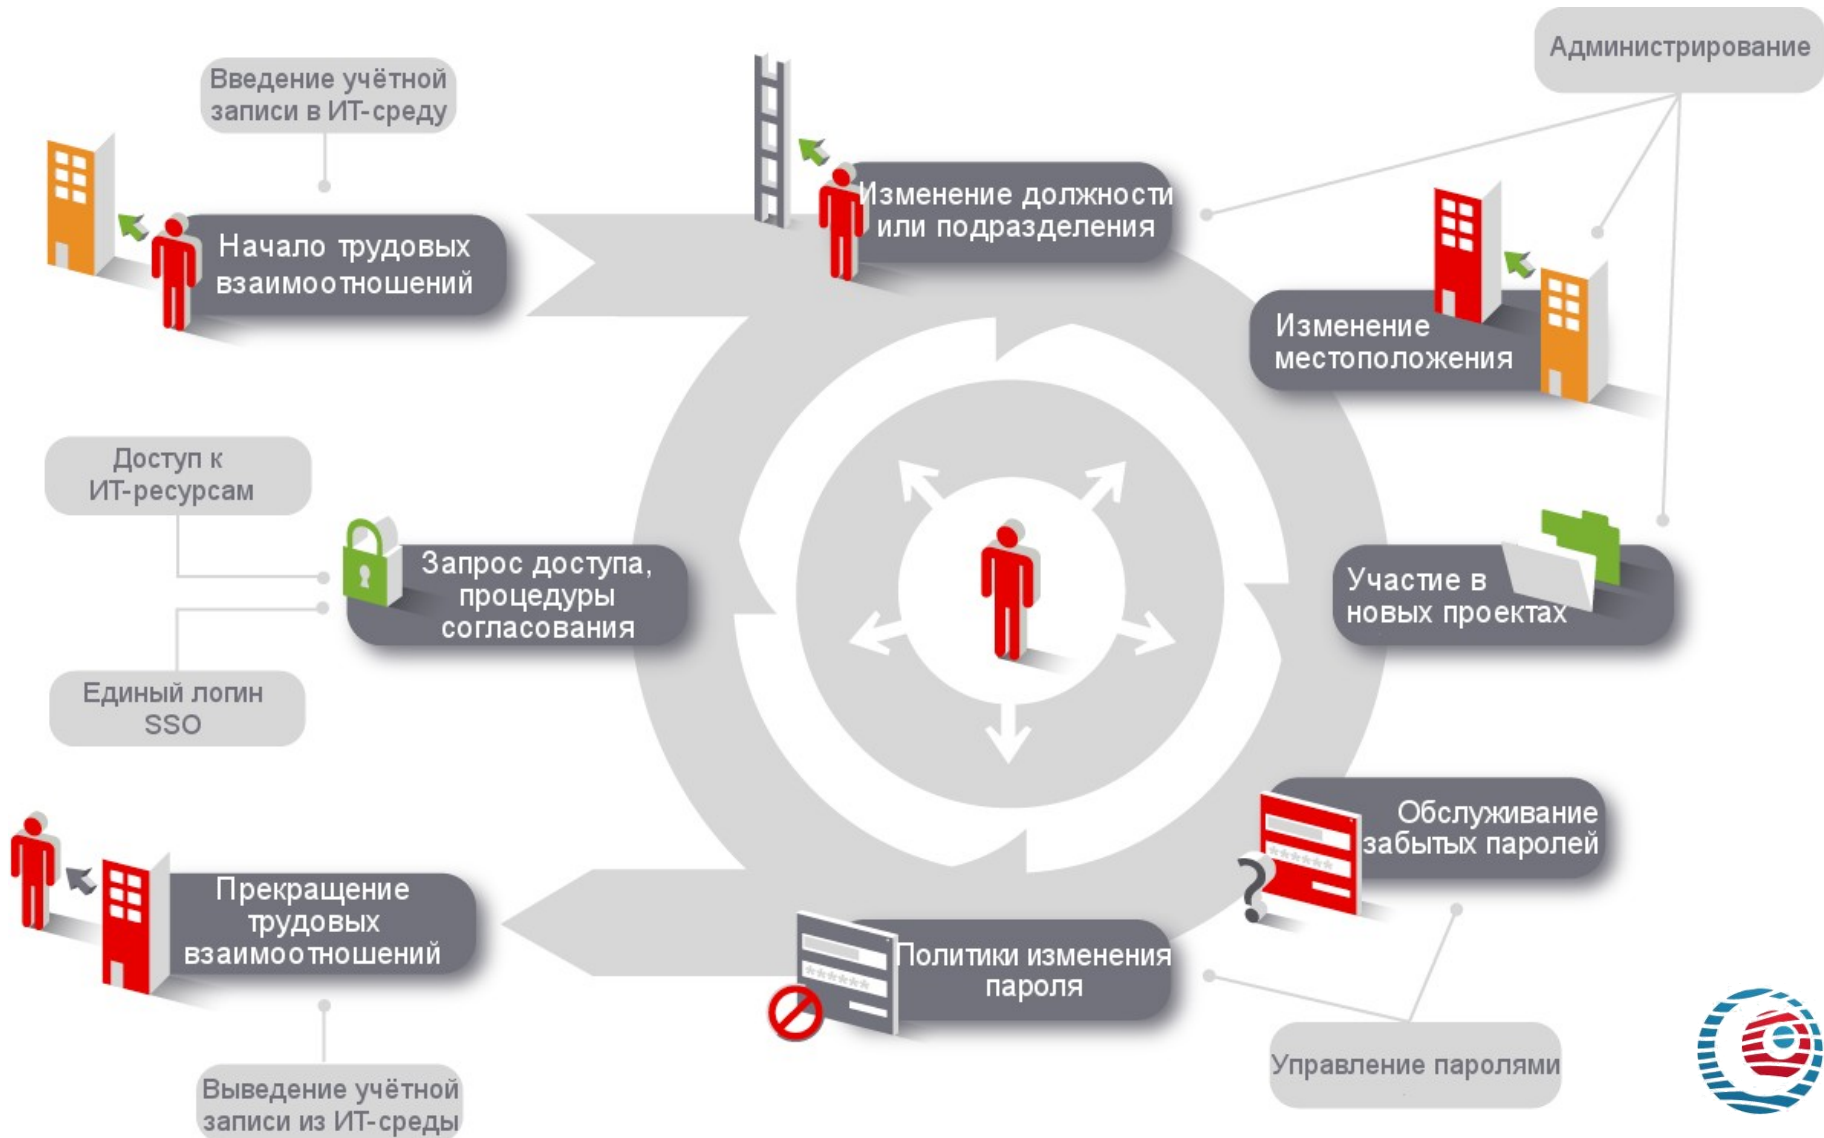 Администрирование
Введение учётной
записи в ИТ-среду
Изменение должности
или подразделения
Начало трудовых
взаимоотношений
Изменение
местоположения
Доступ к
ИТ-ресурсам
Запрос доступа,
процедуры
согласования
Участие в
новых проектах
Единый логин
SSO
Обслуживание
забытых паролей
******
Прекращение
трудовых
взаимоотношений
Политики изменения
пароля
******
Управление паролями
Выведение учётной
записи из ИТ-среды